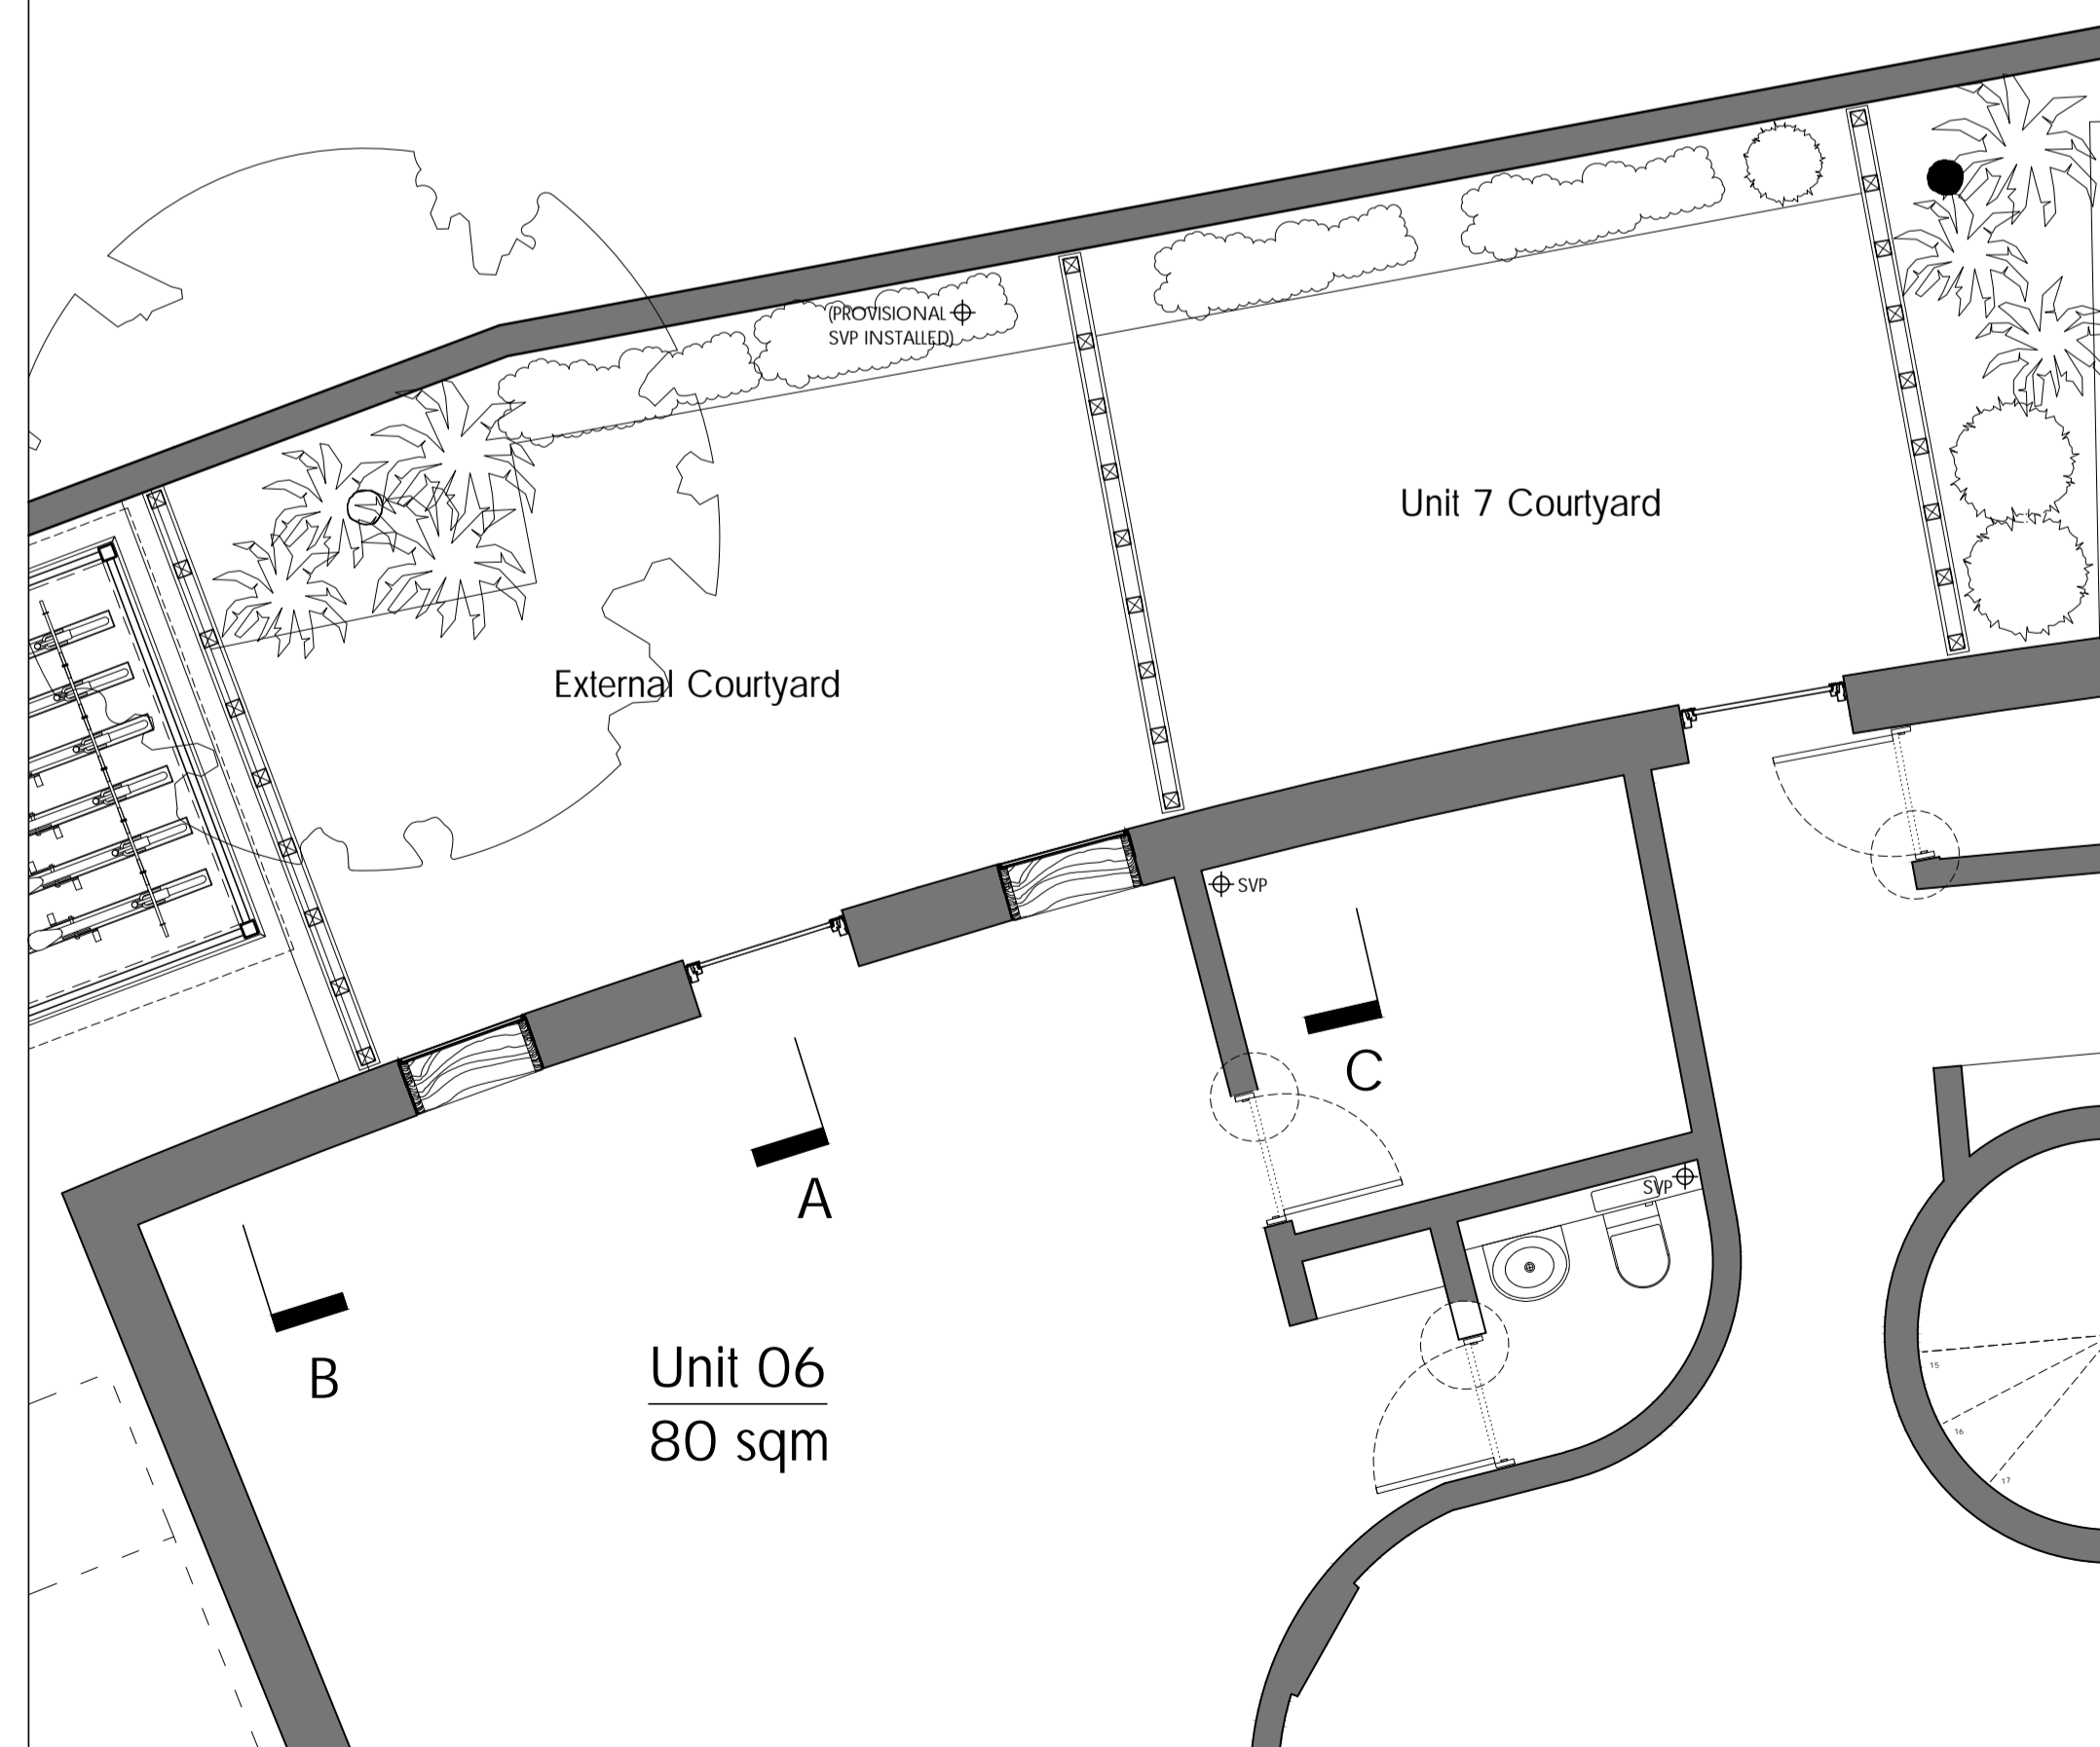 (PROVISIONAL
SVP INSTALLED)
Unit 7 Courtyard
External Courtyard
SVP
C
A
SVP
B
Unit 06
80 sqm
15
16
17